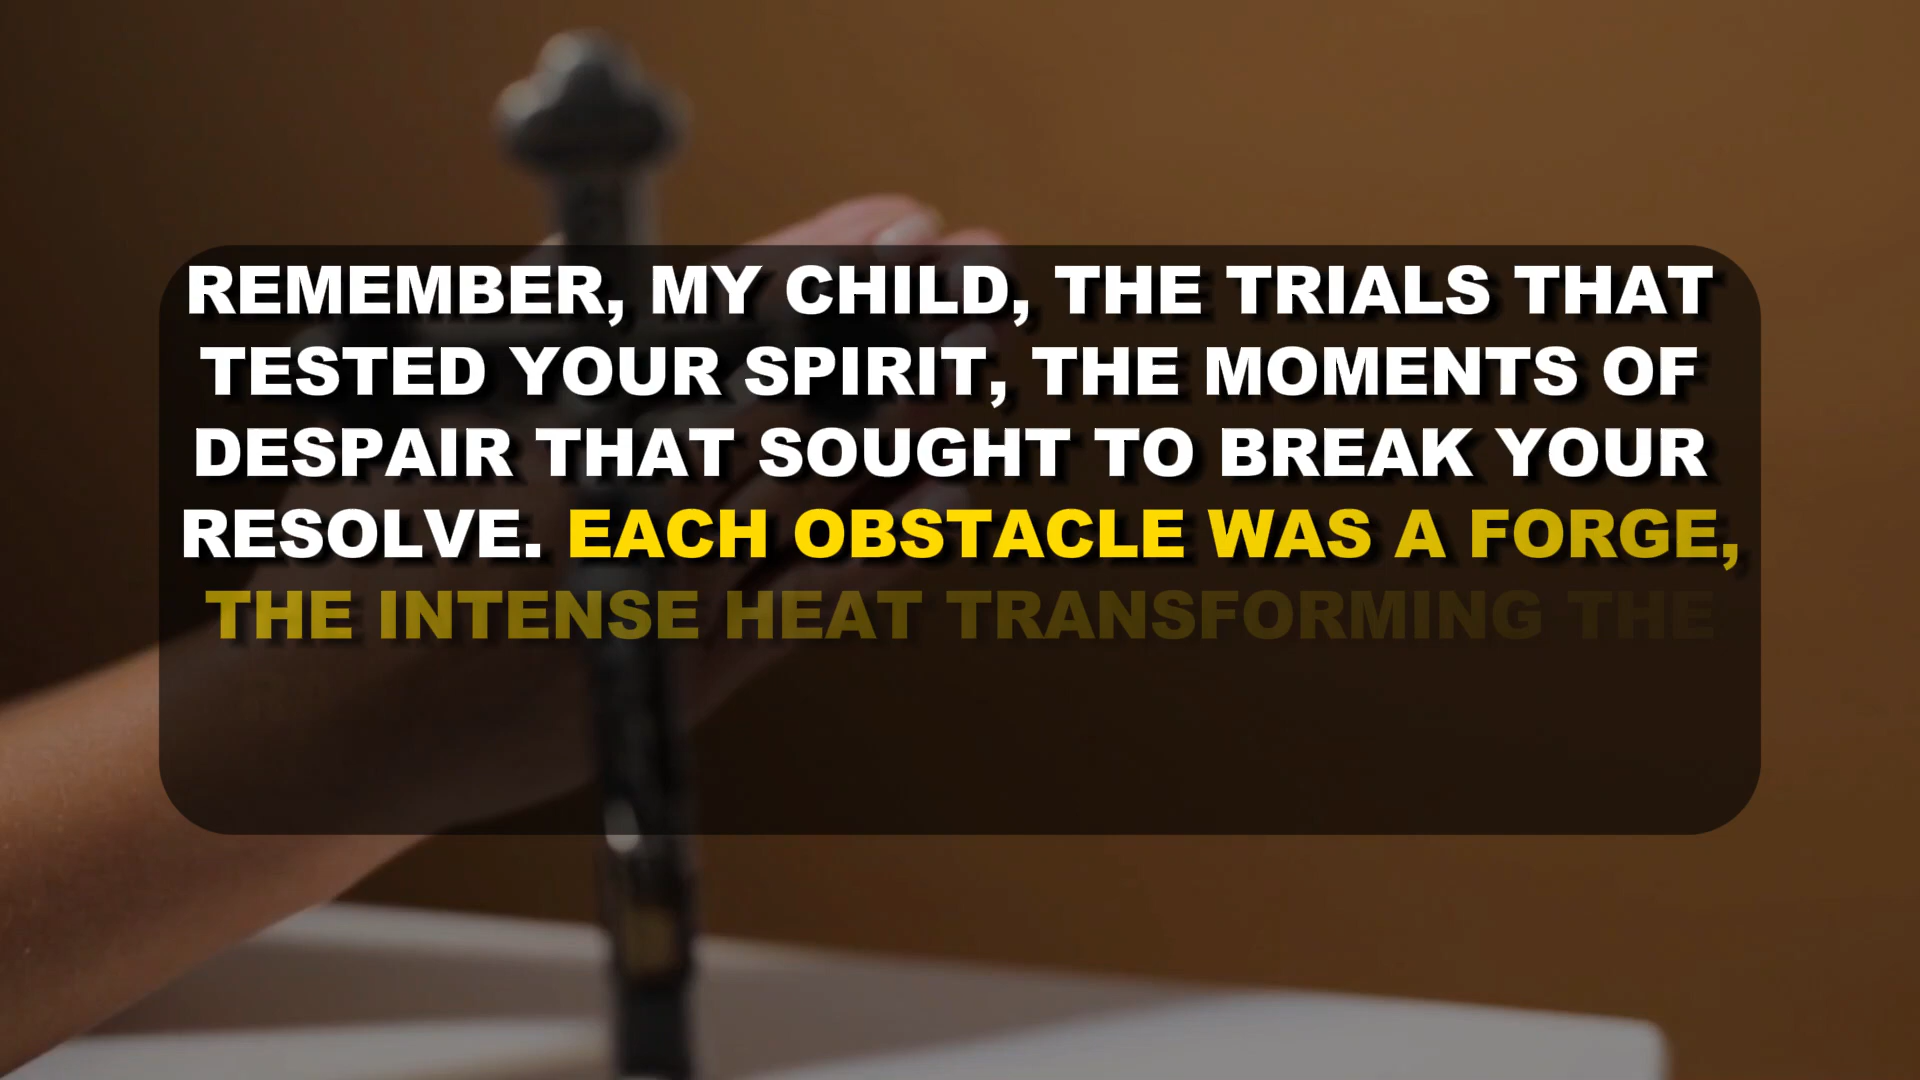 REMEMBER, MY CHILD, THE TRIALS THAT
TESTED YOUR SPIRIT, THE MOMENTS OF
DESPAIR THAT SOUGHT TO BREAK YOUR
RESOLVE. EACH OBSTACLE WAS A FORGE,
THE INTENSE HEAT TRANSFORMING THE